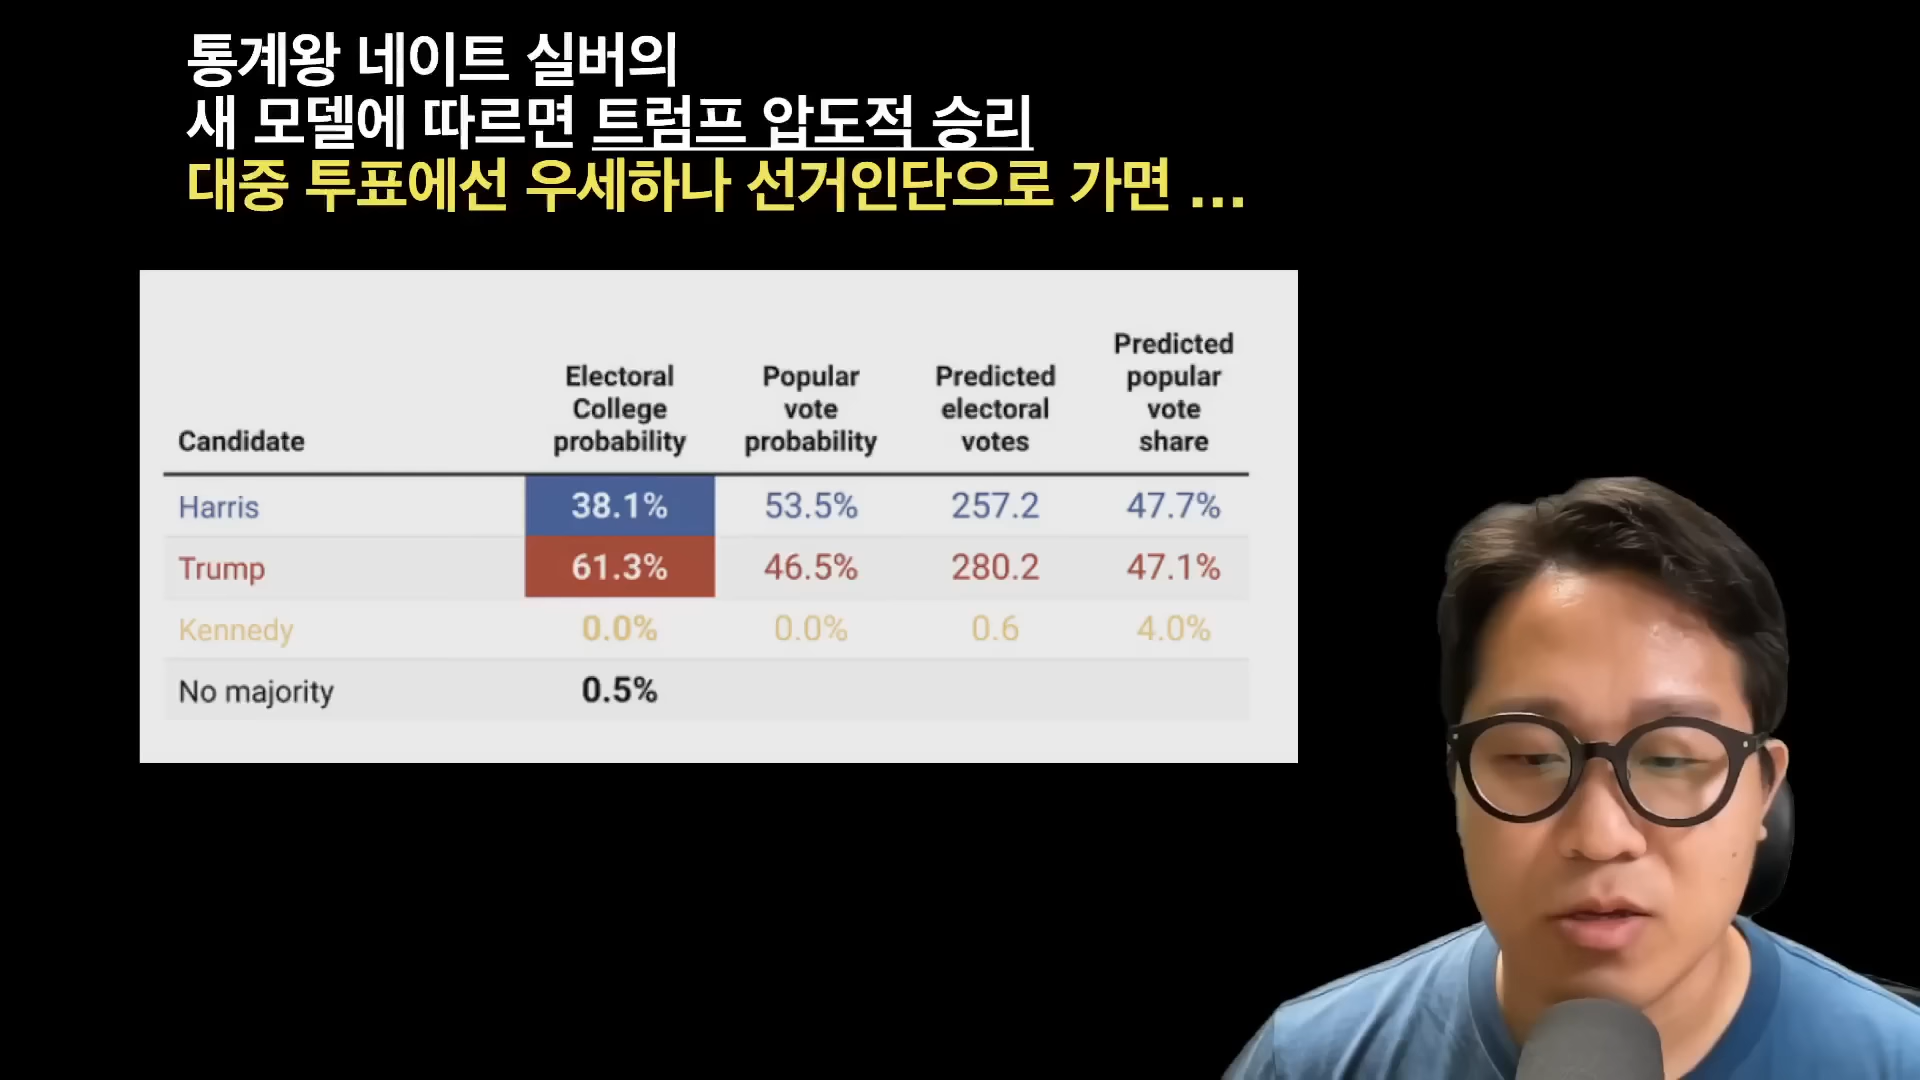 통계왕 네이트 실버의
새 모델에 따르면 트럼프 압도적 승리
대중 투표에선 우세하나 선거인단으로 가면 ...
Candidate
Electoral
College
probability
Popular
vote
probability
Predicted
electoral
votes
Predicted
popular
vote
share
Harris 38.1% 53.5% 257.2 47.7%
Trump 61.3% 46.5% 280.2 47.1%
Kennedy 0.0% 0.0% 0.6 4.0%
No majority 0.5%